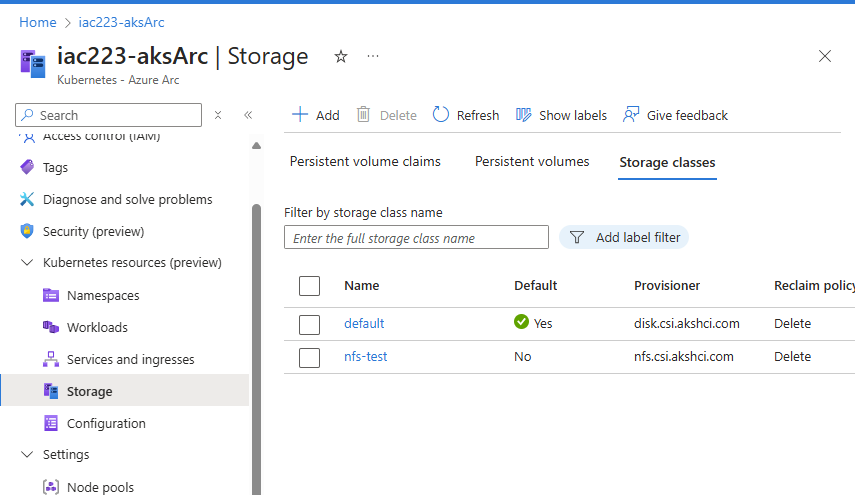 Home > iac223-aksArc
iac223-aksArc | Storage
Kubernetes - Azure Arc
Search
Access control (IAM)
Tags
Diagnose and solve problems
Security (preview)
Kubernetes resources (preview)
Namespaces
Workloads
Services and ingresses
Storage
Configuration
Settings
Node pools
Add Delete Refresh Show labels Give feedback
Persistent volume claims Persistent volumes Storage classes
Filter by storage class name
Enter the full storage class name Add label filter
Name Default Provisioner Reclaim policy
default Yes disk.csi.akshci.com Delete
nfs-test No nfs.csi.akshci.com Delete